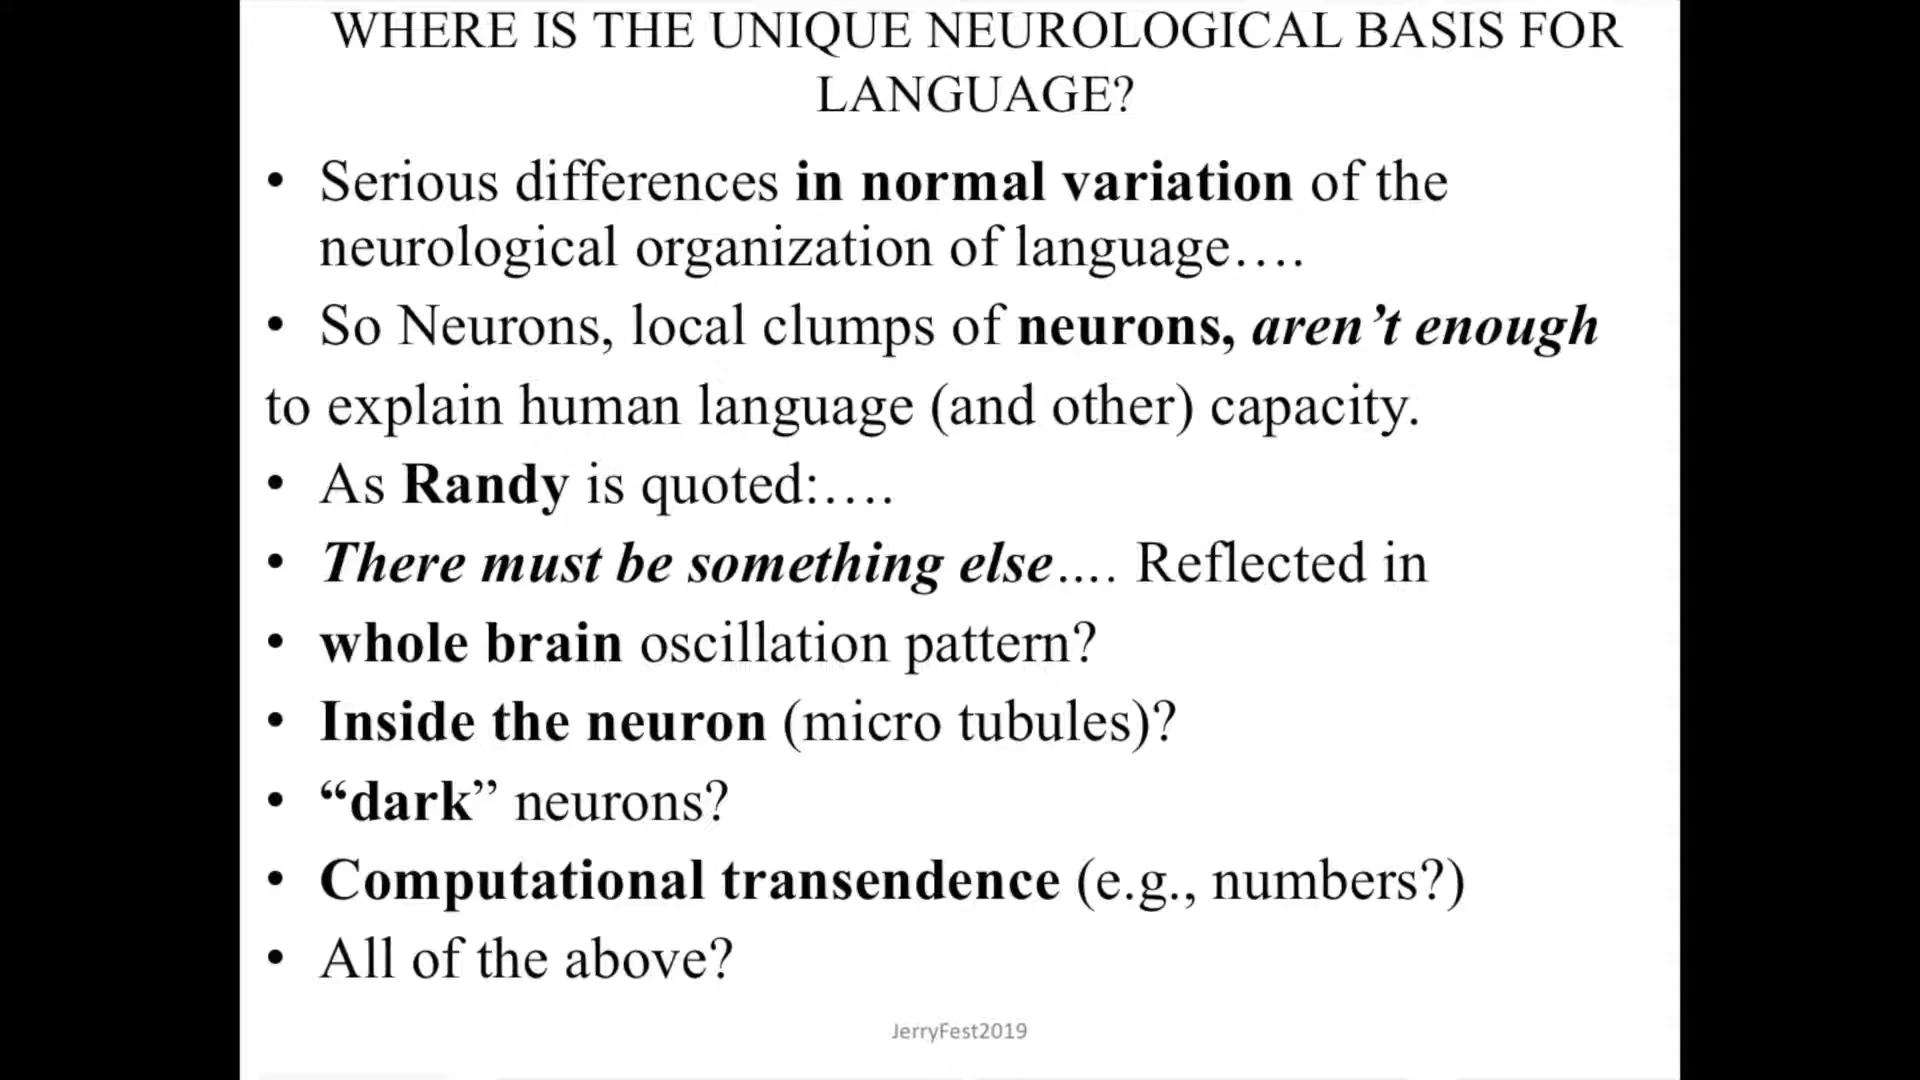 WHERE IS THE UNIQUE NEUROLOGICAL BASIS FOR
LANGUAGE?
• Serious differences in normal variation of the
neurological organization of language….
• So Neurons, local clumps of neurons, aren’t enough
to explain human language (and other) capacity.
• As Randy is quoted:….
• There must be something else…. Reflected in
• whole brain oscillation pattern?
• Inside the neuron (micro tubules)?
• “dark” neurons?
• Computational transendence (e.g., numbers?)
• All of the above?
JerryFest2019